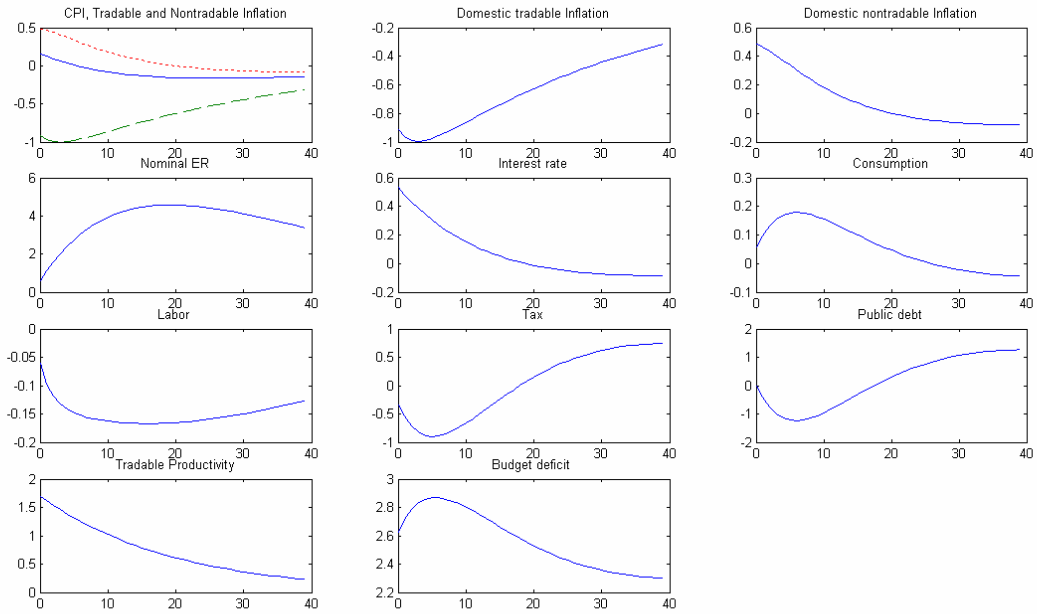 CPI, Tradable and Nontradable Inflation
0.5
0
-0.5
-1
0 10 20 30 40
Domestic tradable Inflation
-0.2
-0.4
-0.6
-0.8
-1
0 10 20 30 40
Domestic nontradable Inflation
0.6
0.4
0.2
0
-0.2
0 10 20 30 40
Nominal ER
6
4
2
0
0 10 20 30 40
Interest rate
0.6
0.4
0.2
0
-0.2
0 10 20 30 40
Consumption
0.3
0.2
0.1
0
-0.1
0 10 20 30 40
Labor
0
-0.05
-0.1
-0.15
-0.2
0 10 20 30 40
Tax
1
0.5
0
-0.5
-1
0 10 20 30 40
Public debt
2
1
0
-1
-2
0 10 20 30 40
Tradable Productivity
2
1.5
1
0.5
0
0 10 20 30 40
Budget deficit
3
2.8
2.6
2.4
2.2
0 10 20 30 40